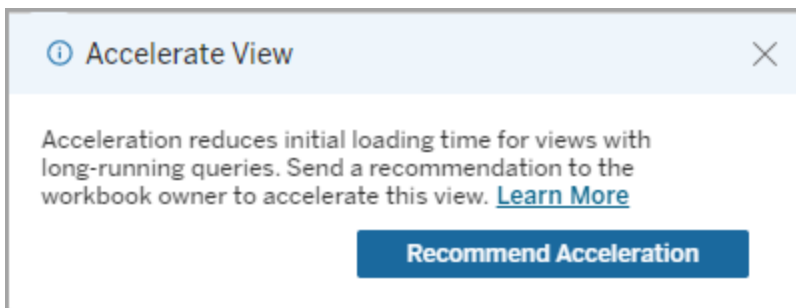 Accelerate View
Acceleration reduces initial loading time for views with
long-running queries. Send a recommendation to the
workbook owner to accelerate this view. Learn More
Recommend Acceleration